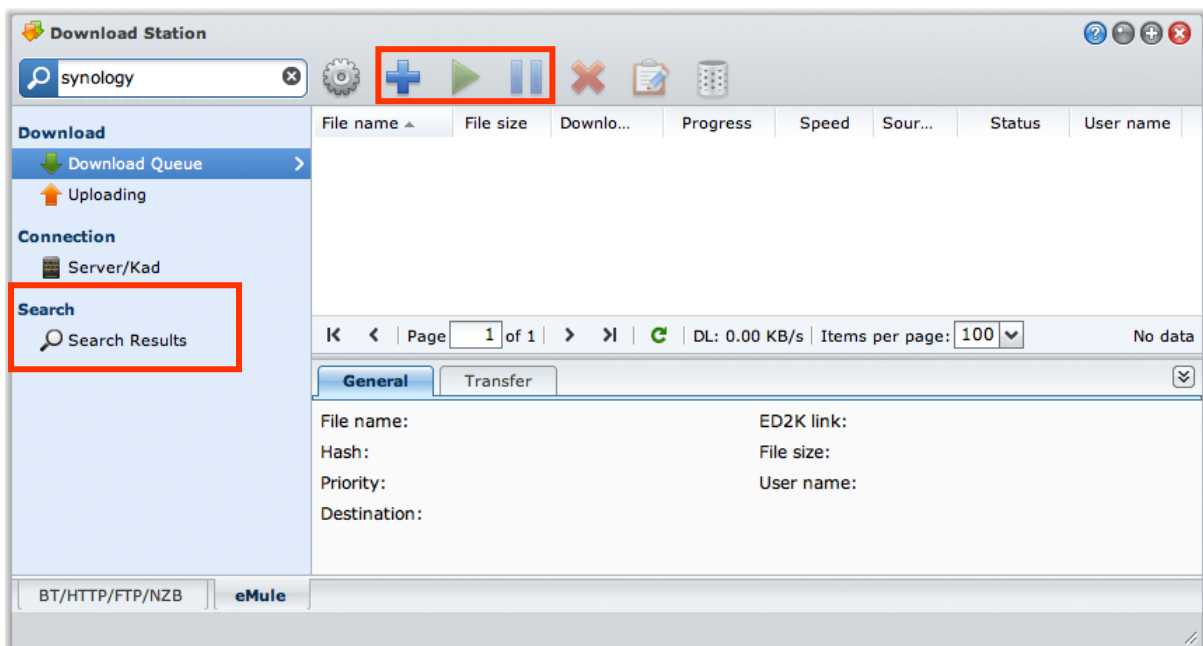 Download Station
synology
Download
Download Queue
Uploading
Connection
Server/Kad
Search
Search Results
File name File size Downlo... Progress Speed Sour... Status User name
Page 1 of 1 DL: 0.00 KB/s Items per page: 100 No data
General Transfer
File name: ED2K link:
Hash: File size:
Priority: User name:
Destination:
BT/HTTP/FTP/NZB eMule